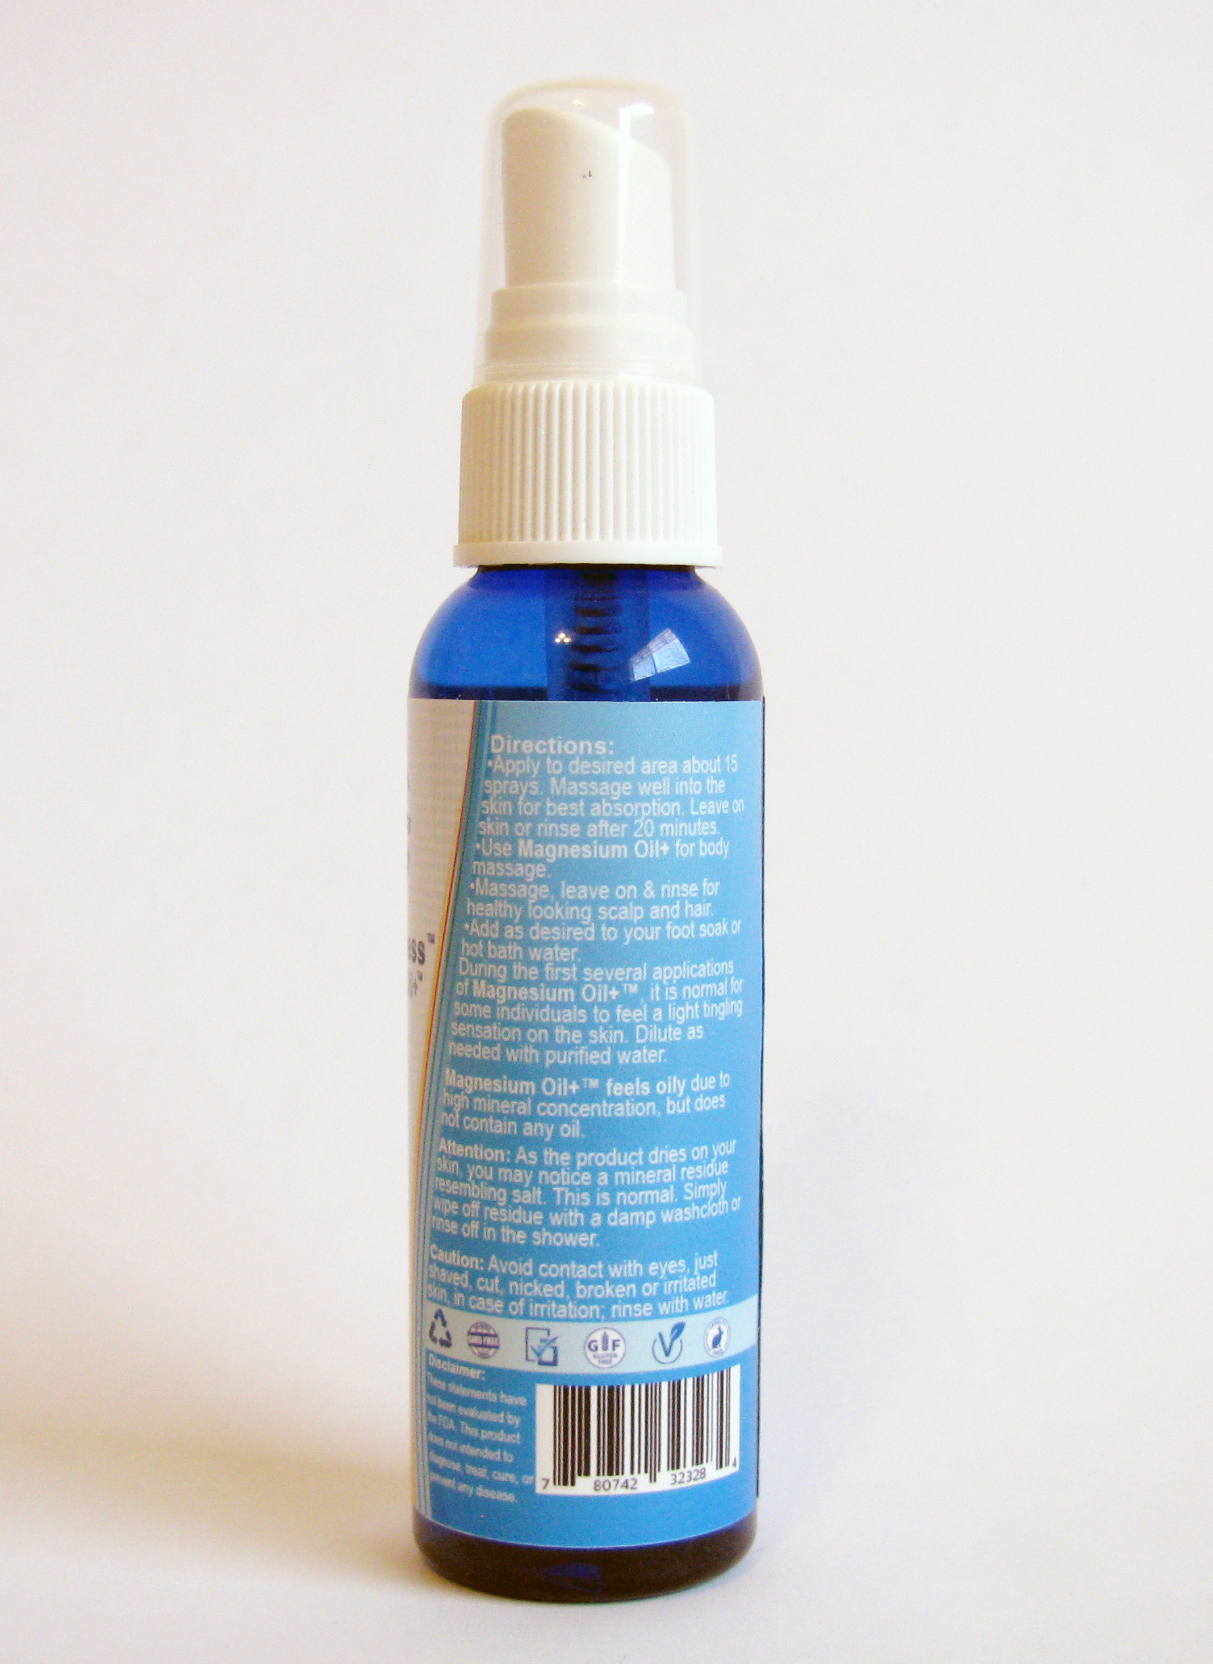 ess™
Directions:
•Apply to desired area about 15
sprays. Massage well into the
skin for best absorption. Leave on
skin or rinse after 20 minutes.
•Use Magnesium Oil+ for body
massage.
•Massage, leave on & rinse for
healthy looking scalp and hair.
•Add as desired to your foot soak or
hot bath water.
During the first several applications
of Magnesium Oil+™, it is normal for
some individuals to feel a light tingling
sensation on the skin. Dilute as
needed with purified water.
Magnesium Oil+™ feels oily due to
high mineral concentration, but does
not contain any oil.
Attention: As the product dries on your
skin, you may notice a mineral residue
resembling salt. This is normal. Simply
wipe off residue with a damp washcloth or
rinse off in the shower.
Caution: Avoid contact with eyes, just
shaved, cut, nicked, broken or irritated
skin, in case of irritation; rinse with water.
GMO FREE
GF
GLUTEN
FREE
V
Disclaimer:
These statements have
not been evaluated by
the FDA. This product
does not intended to
diagnose, treat, cure, or
prevent any disease.
7 80742 32328 4